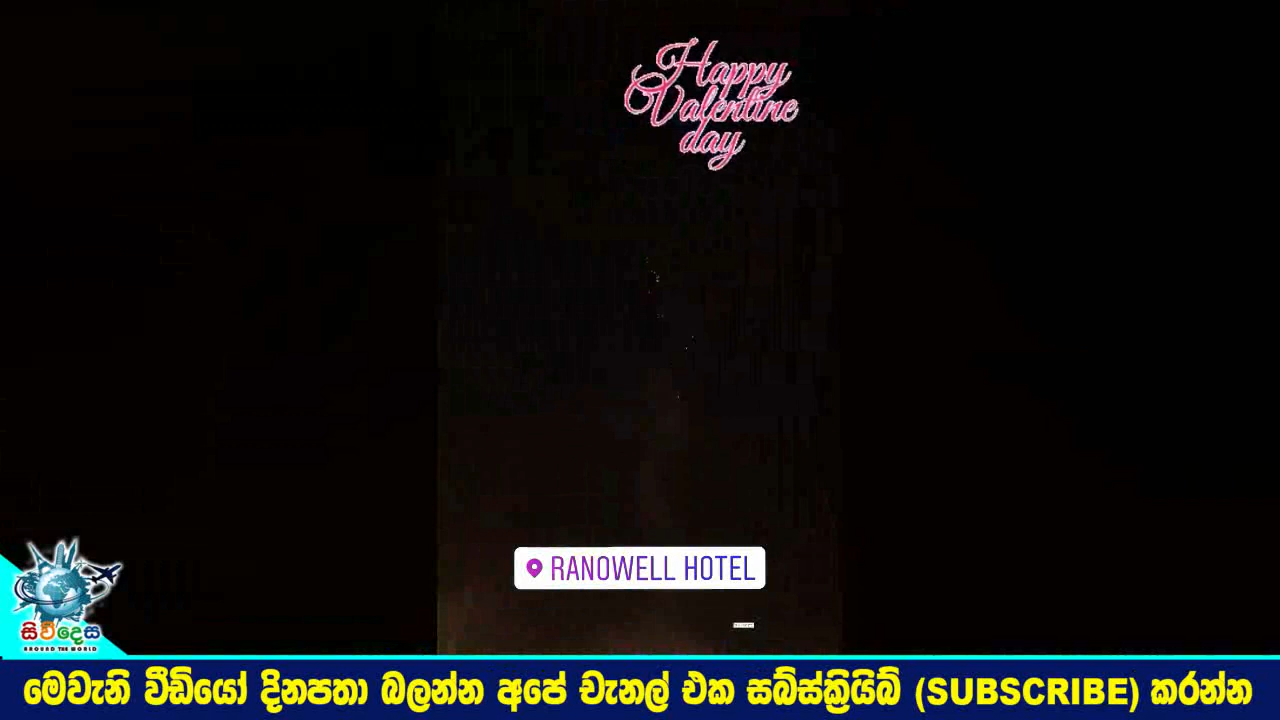 Happy
Valentine
day
RANOWELL HOTEL
සිව්දෙස
AROUND THE WORLD
මෙවැනි වීඩියෝ දිනපතා බලන්න අපේ චැනල් එක සබ්ස්ක්‍රයිබ් (SUBSCRIBE) කරන්න